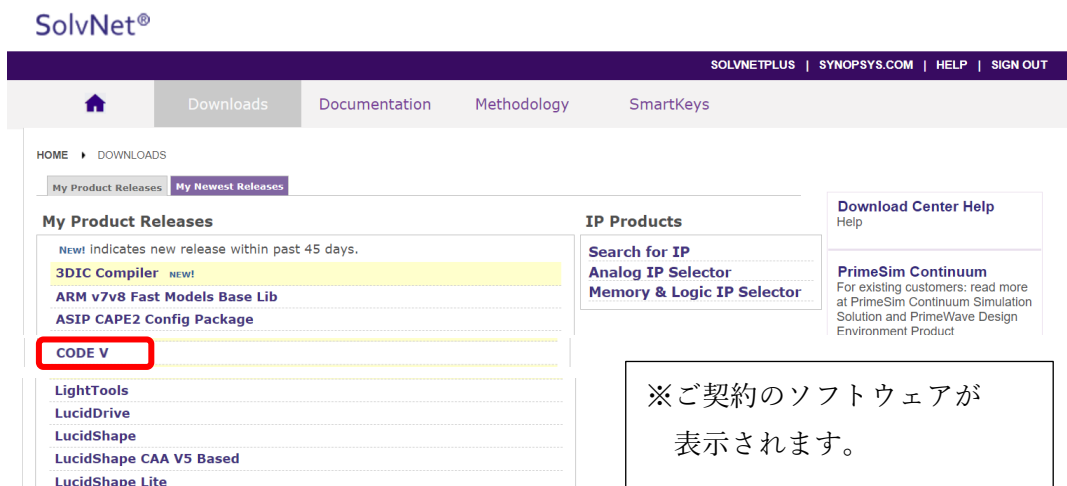 SolvNet®
SOLVNETPLUS | SYNOPSYS.COM | HELP | SIGN OUT
Downloads Documentation Methodology SmartKeys
HOME DOWNLOADS
My Product Releases My Newest Releases
My Product Releases
NEW! indicates new release within past 45 days.
3DIC Compiler NEW!
ARM v7v8 Fast Models Base Lib
ASIP CAPE2 Config Package
CODE V
LightTools
LucidDrive
LucidShape
LucidShape CAA V5 Based
LucidShape Lite
IP Products
Search for IP
Analog IP Selector
Memory & Logic IP Selector
Download Center Help
Help
PrimeSim Continuum
For existing customers: read more
at PrimeSim Continuum Simulation
Solution and PrimeWave Design
Environment Product
※ご契約のソフトウェアが
表示されます。